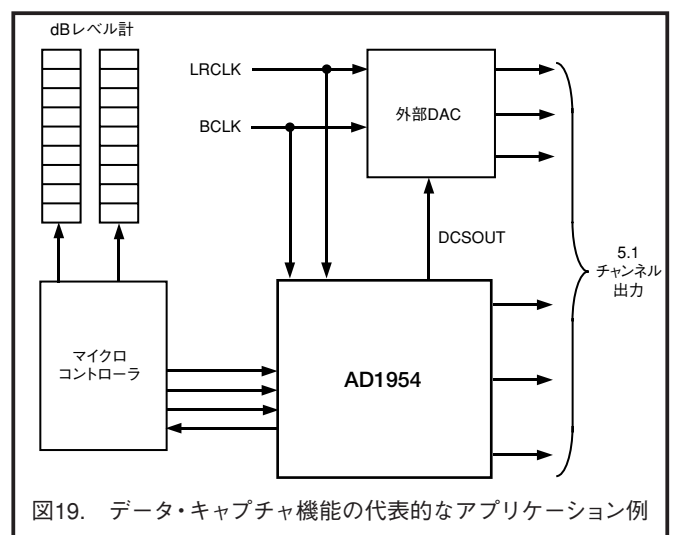 dBレベル計
LRCLK
BCLK
外部DAC
DCSOUT
5.1
チャンネル
出力
マイクロ
コントローラ
AD1954
図19. データ・キャプチャ機能の代表的なアプリケーション例